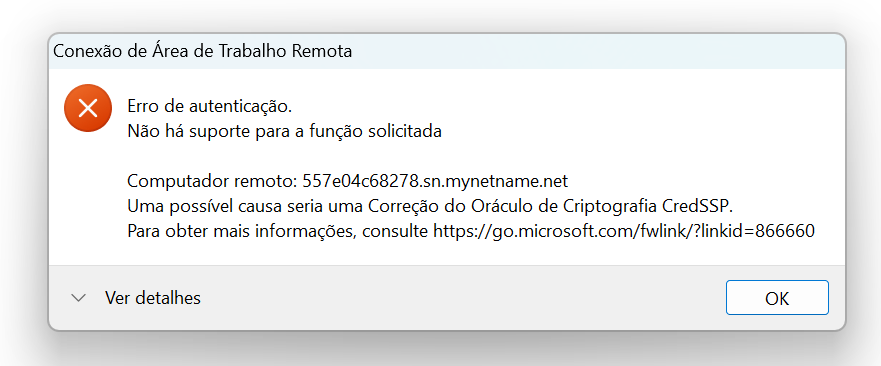 Conexão de Área de Trabalho Remota
Erro de autenticação.
Não há suporte para a função solicitada
Computador remoto: 557e04c68278.sn.mynetname.net
Uma possível causa seria uma Correção do Oráculo de Criptografia CredSSP.
Para obter mais informações, consulte https://go.microsoft.com/fwlink/?linkid=866660
Ver detalhes
OK